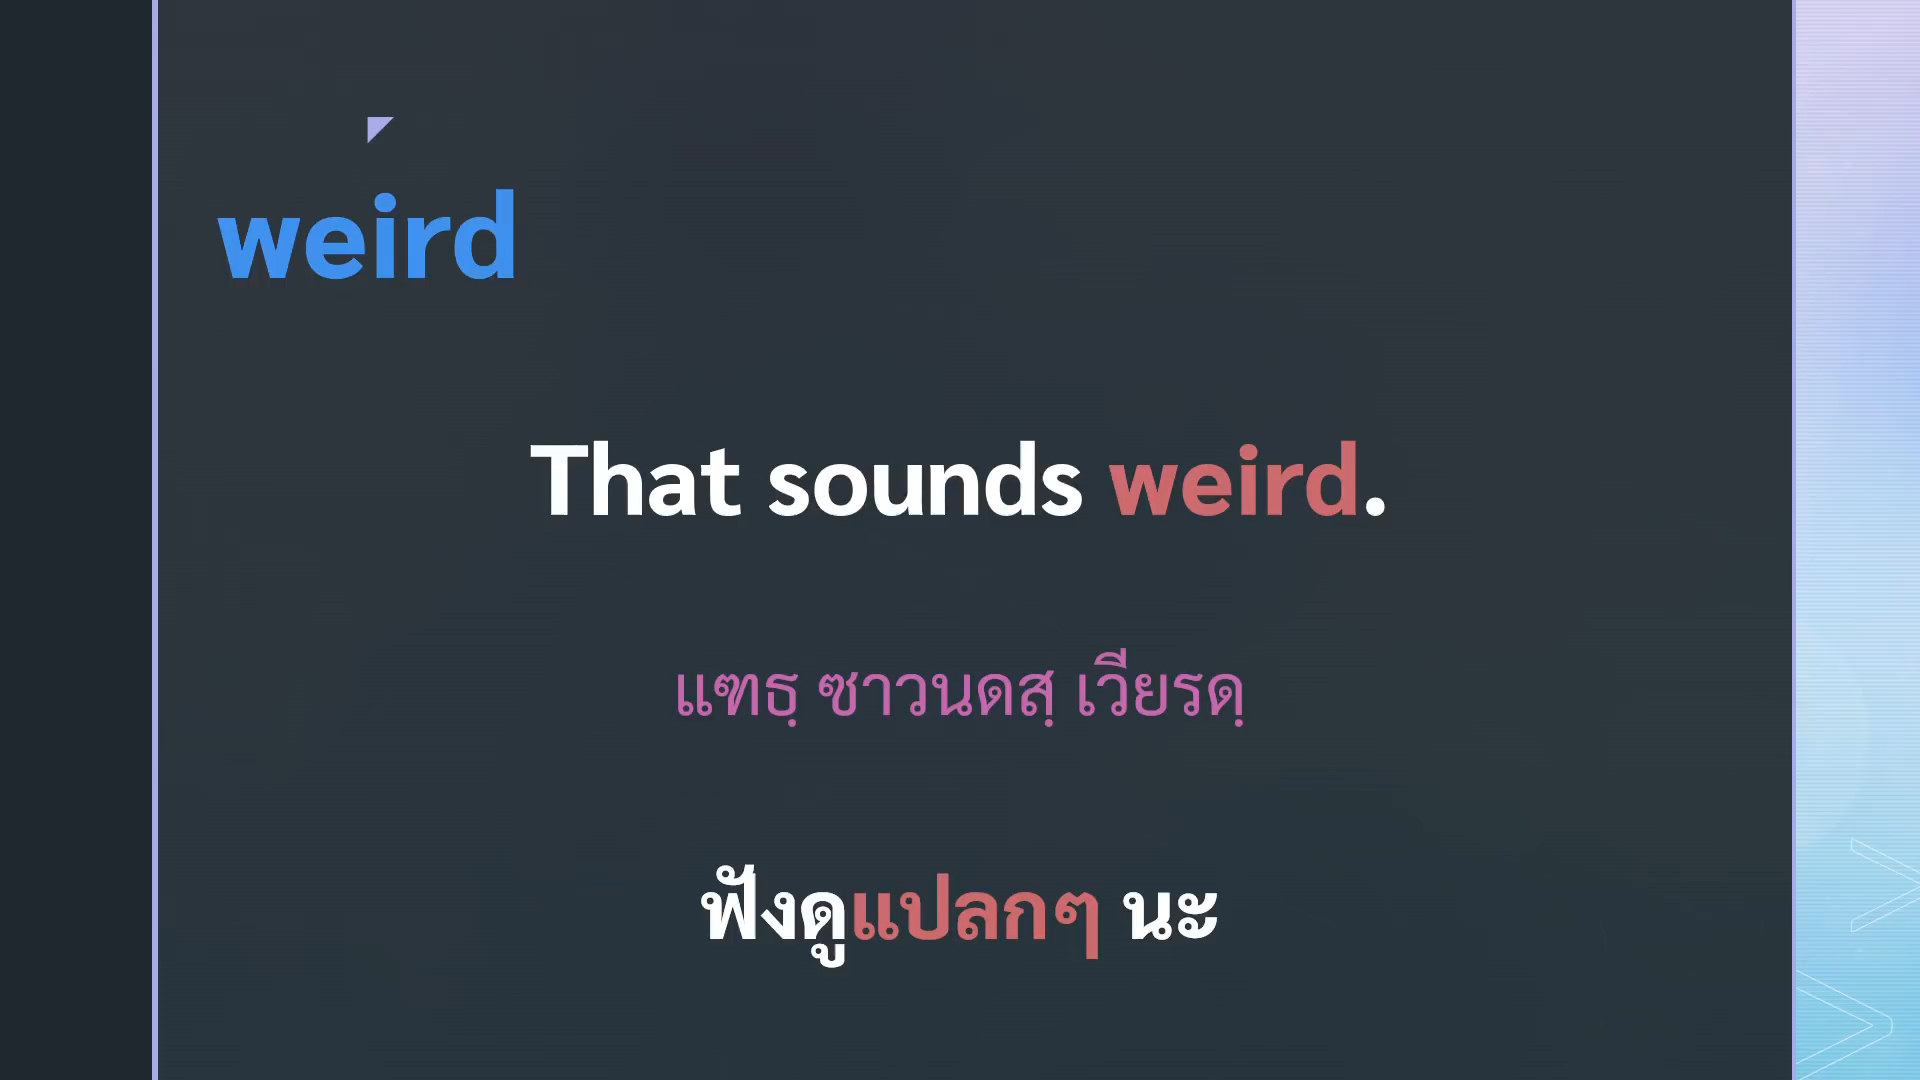 weird
That sounds weird.
แฑธฺ ซาวนดสฺ เวียรดฺ
ฟังดูแปลกๆ นะ